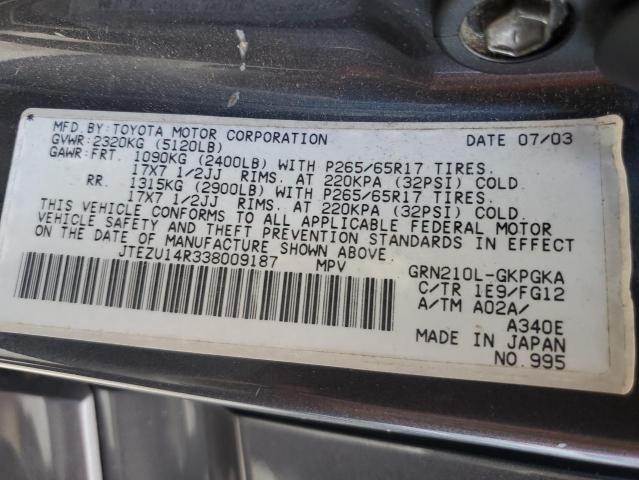 MFD.BY:TOYOTA MOTOR CORPORATION DATE 07/03
GVWR:2320KG (5120LB)
GAWR:FRT. 1090KG (2400LB) WITH P265/65R17 TIRES.
17X7 1/2JJ RIMS. AT 220KPA (32PSI) COLD.
RR. 1315KG (2900LB) WITH P265/65R17 TIRES.
17X7 1/2JJ RIMS. AT 220KPA (32PSI) COLD.
THIS VEHICLE CONFORMS TO ALL APPLICABLE FEDERAL MOTOR
VEHICLE SAFETY AND THEFT PREVENTION STANDARDS IN EFFECT
ON THE DATE OF MANUFACTURE SHOWN ABOVE.
JTEZU14R338009187 MPV GRN210L-GKPGKA
C/TR 1E9/FG12
A/TM A02A/
A340E
MADE IN JAPAN
NO.995